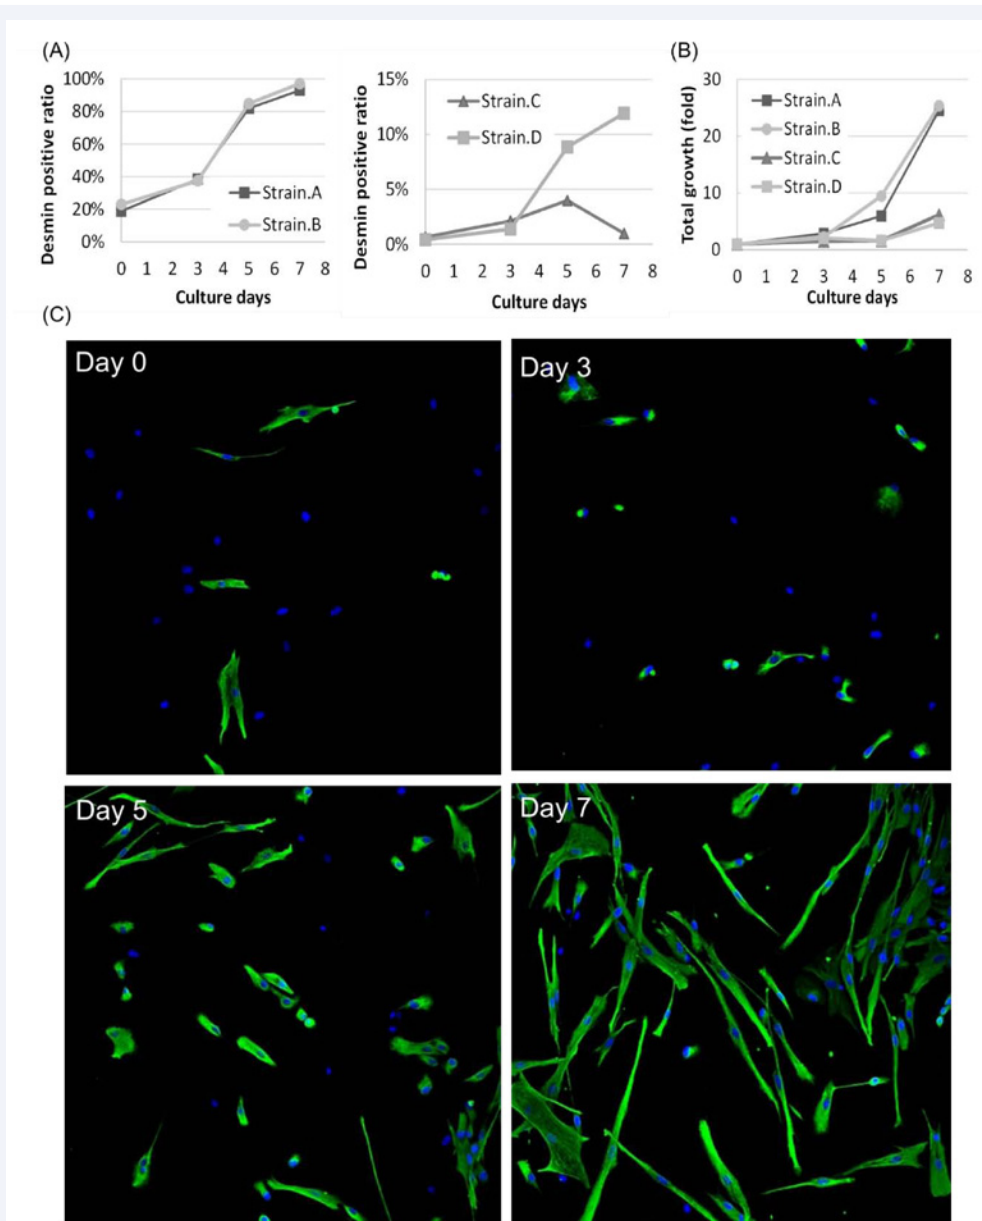 (A)
Desmin positive ratio
100%
80%
60%
40%
20%
0%
Strain.A
Strain.B
0 1 2 3 4 5 6 7 8
Culture days
Desmin positive ratio
15%
10%
5%
0%
Strain.C
Strain.D
0 1 2 3 4 5 6 7 8
Culture days
(B)
Total growth (fold)
30
20
10
0
Strain.A
Strain.B
Strain.C
Strain.D
0 1 2 3 4 5 6 7 8
Culture days
(C)
Day 0
Day 3
Day 5
Day 7